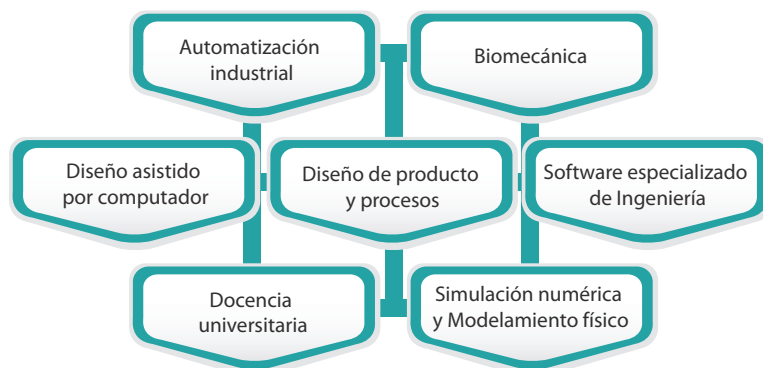 Automatización
industrial
Biomecánica
Diseño asistido
por computador
Diseño de producto
y procesos
Software especializado
de Ingeniería
Docencia
universitaria
Simulación numérica
y Modelamiento físico